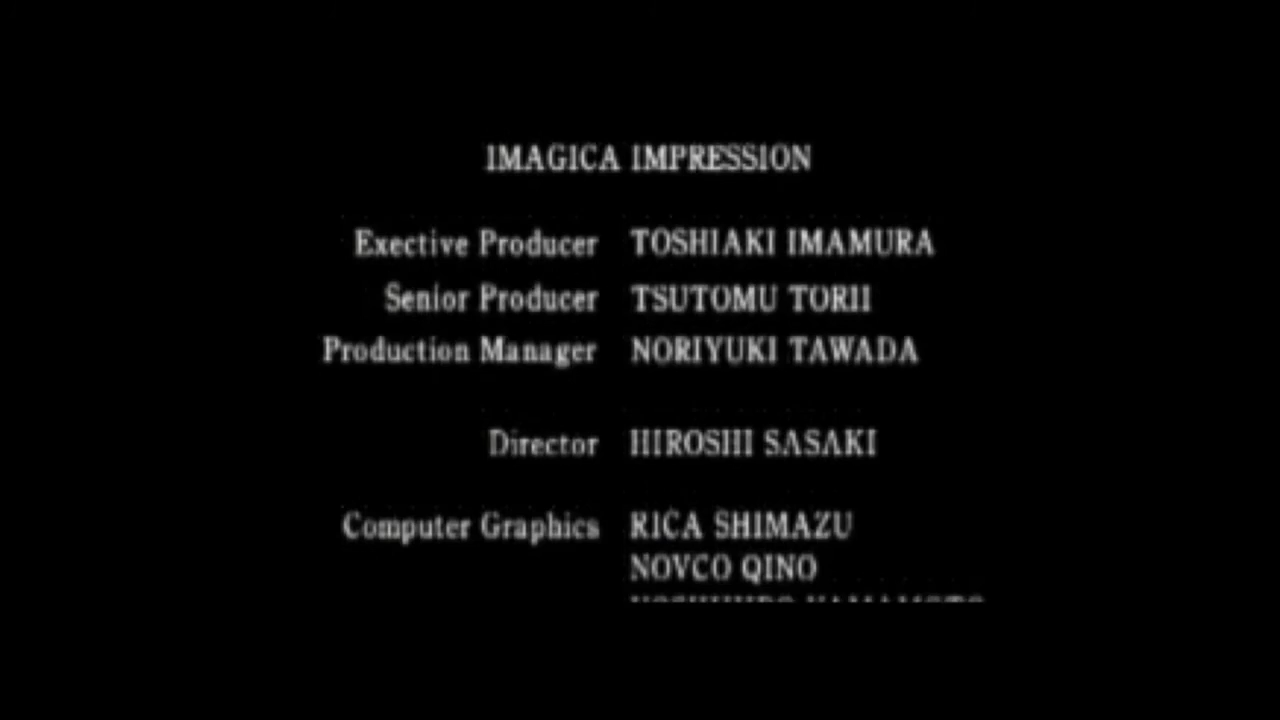 IMAGICA IMPRESSION
Exective Producer TOSHIAKI IMAMURA
Senior Producer TSUTOMU TORII
Production Manager NORIYUKI TAWADA
Director HIROSHI SASAKI
Computer Graphics RICA SHIMAZU
NOVCO QINO